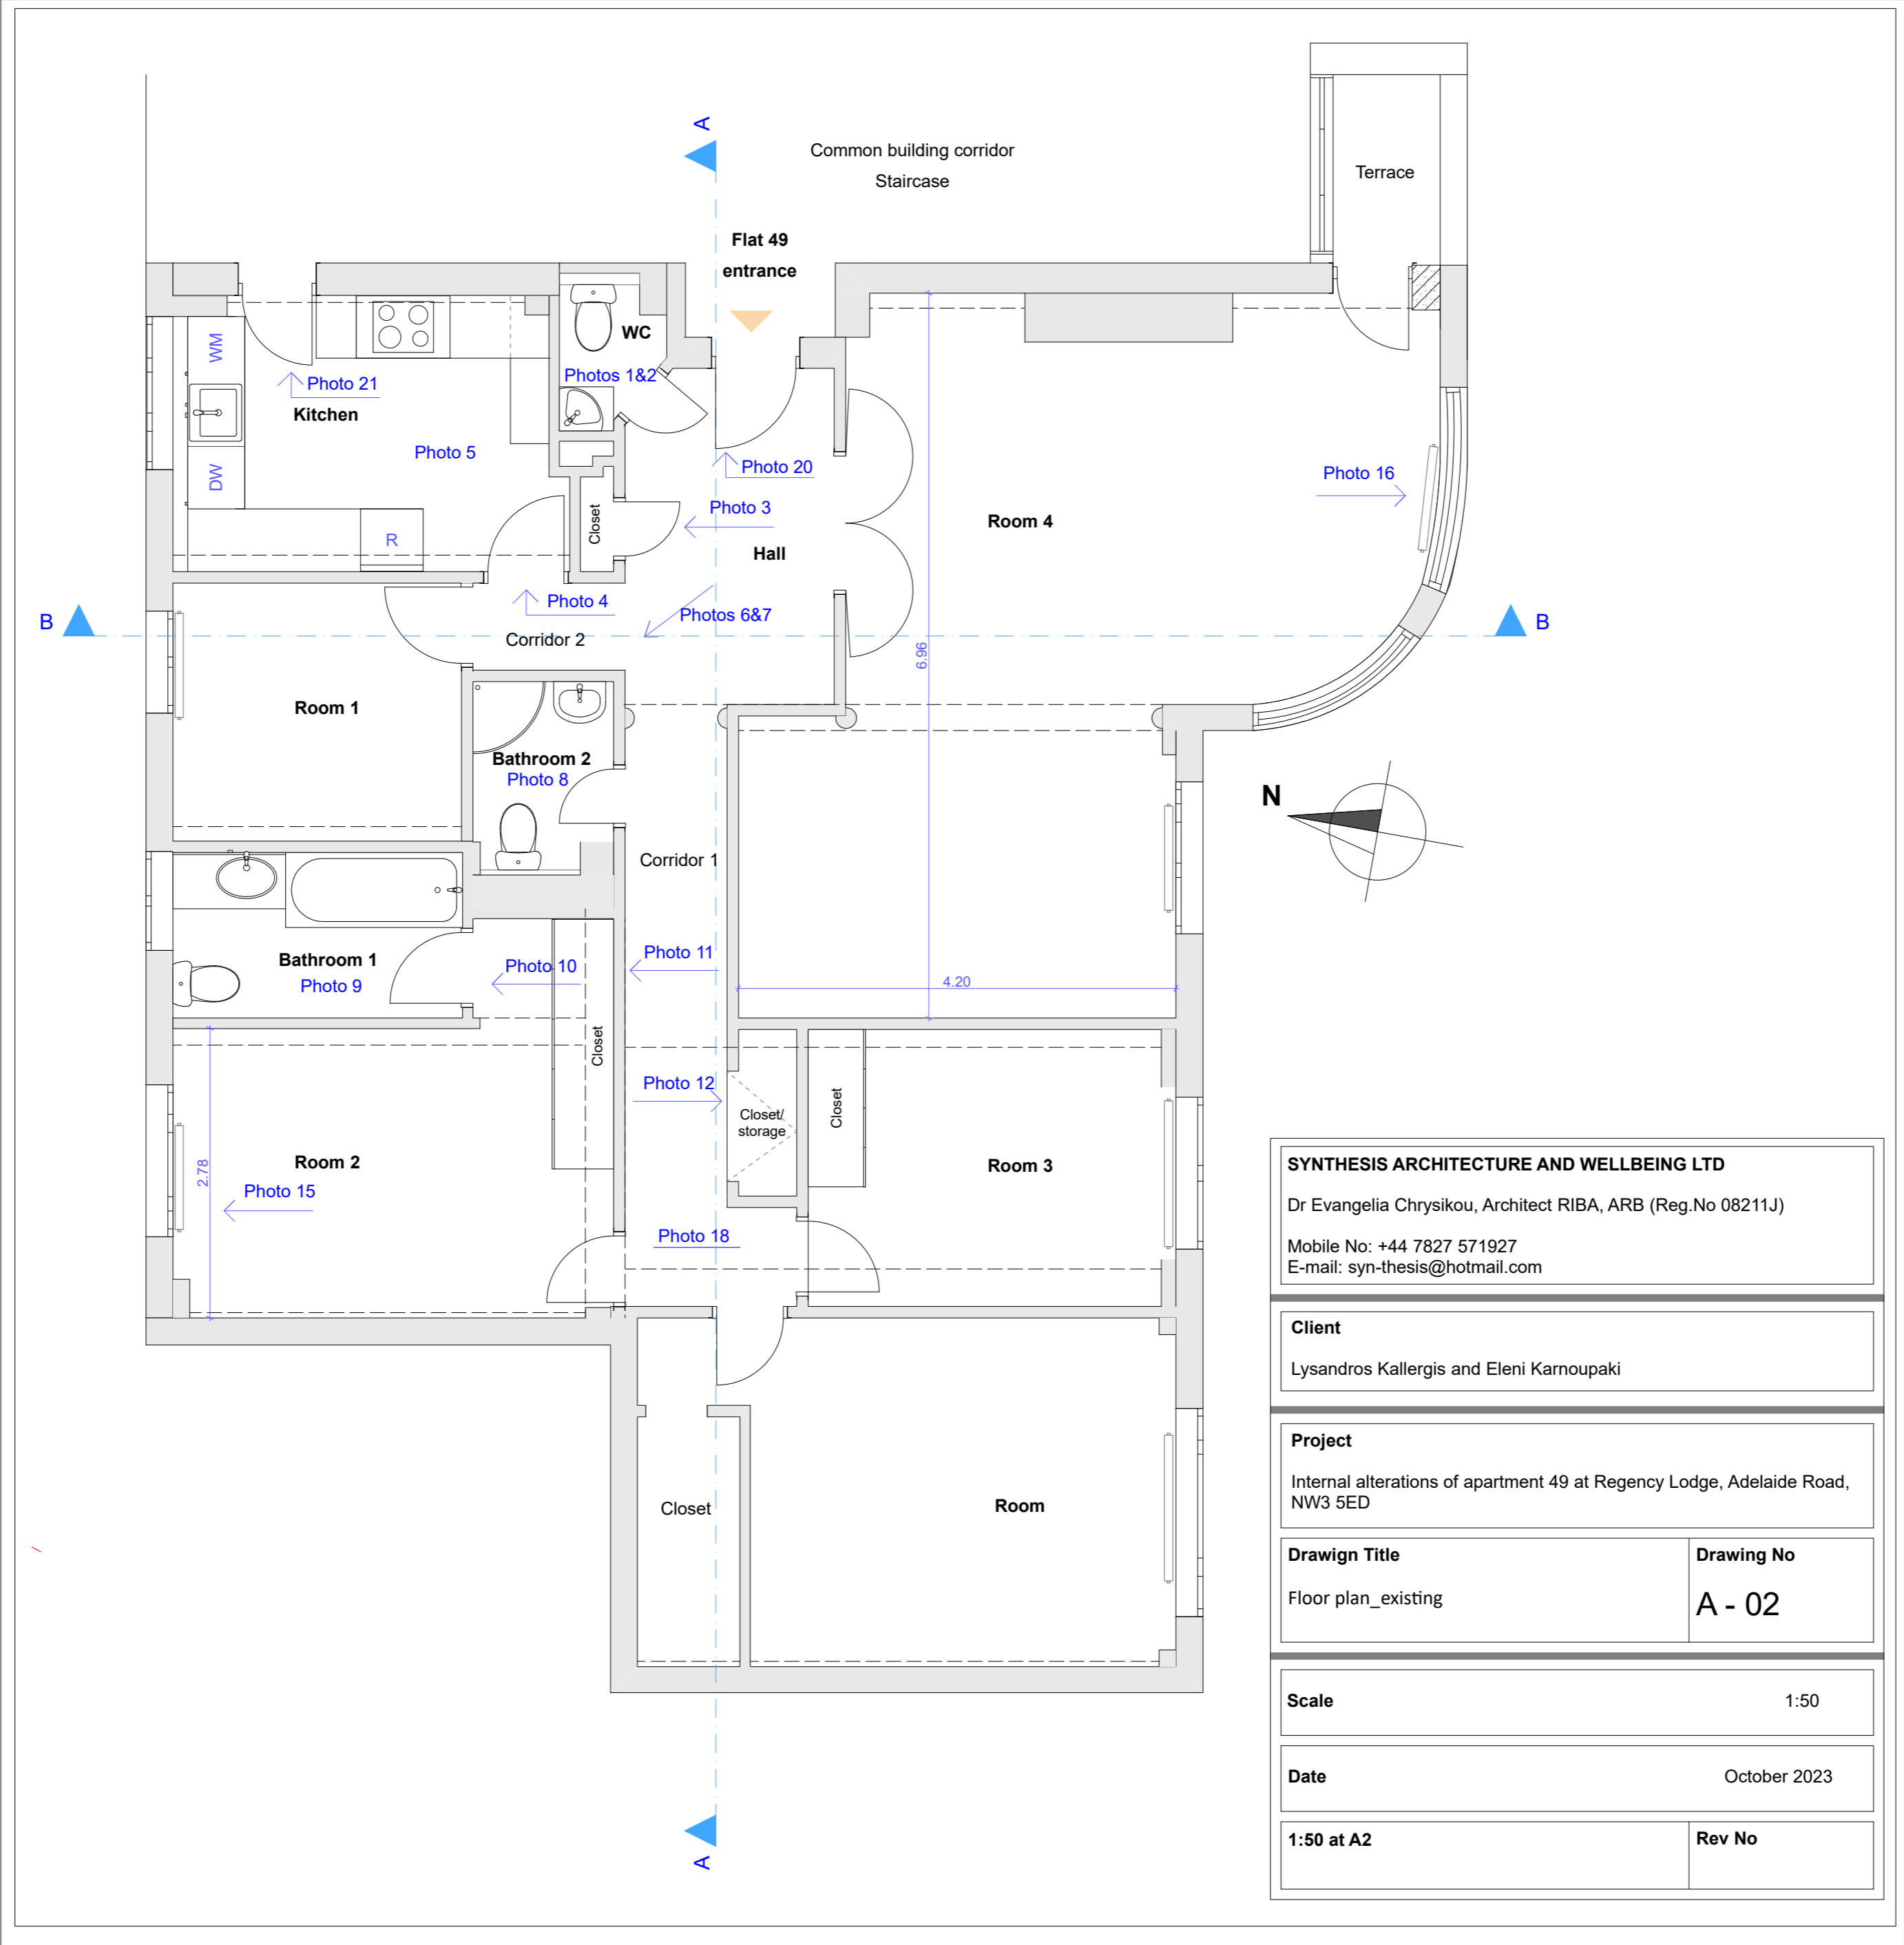 A
Common building corridor
Staircase
Terrace
Flat 49
entrance
WC
Photos 1&2
WM
Photo 21
Kitchen
Photo 5
DW
R
Closet
Photo 20
Photo 3
Hall
Room 4
Photo 16
B
Photo 4
Photos 6&7
B
Corridor 2
6.96
Room 1
Bathroom 2
Photo 8
N
Corridor 1
Bathroom 1
Photo 9
Photo 10
Photo 11
4.20
Closet
Photo 12
Closet/
storage
Closet
Room 2
2.78
Photo 15
Room 3
Photo 18
Closet
Room
A
SYNTHESIS ARCHITECTURE AND WELLBEING LTD
Dr Evangelia Chrysikou, Architect RIBA, ARB (Reg.No 08211J)
Mobile No: +44 7827 571927
E-mail: syn-thesis@hotmail.com
Client
Lysandros Kallergis and Eleni Karnoupaki
Project
Internal alterations of apartment 49 at Regency Lodge, Adelaide Road,
NW3 5ED
Drawign Title
Floor plan_existing
Drawing No
A - 02
Scale 1:50
Date October 2023
1:50 at A2
Rev No